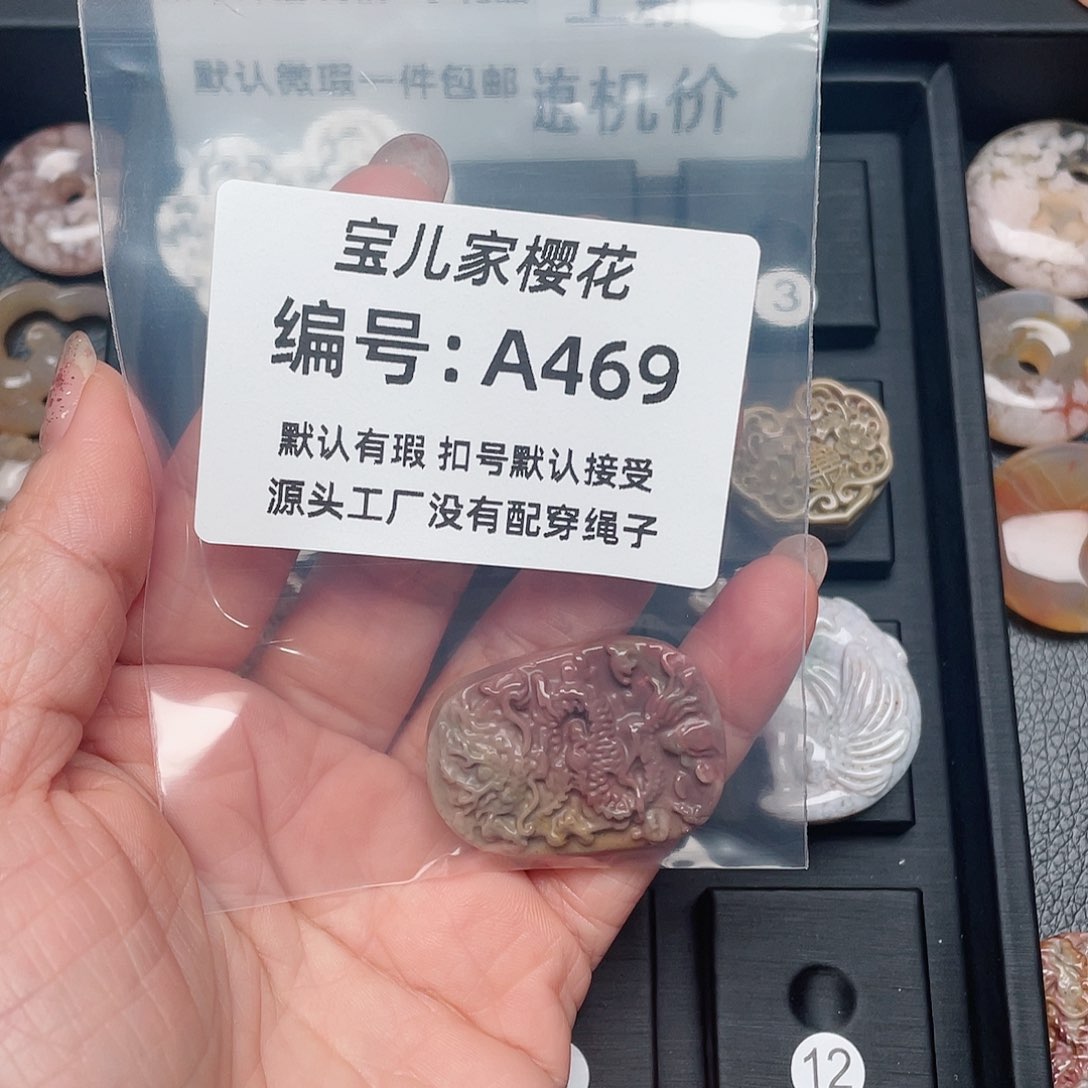 默认微瑕一件包邮 随机价
宝儿家樱花
编号：A469
默认有瑕 扣号默认接受
源头工厂没有配穿绳子
3
12